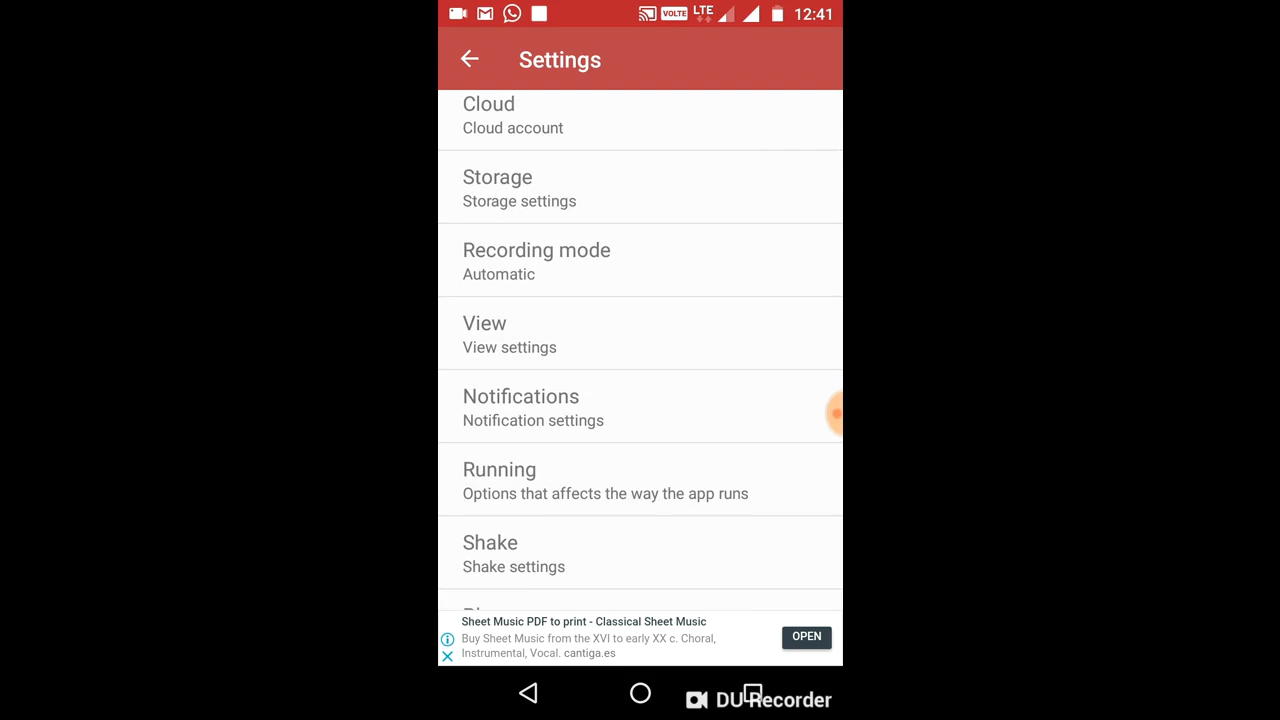 VOLTE LTE 12:41
Settings
Cloud
Cloud account
Storage
Storage settings
Recording mode
Automatic
View
View settings
Notifications
Notification settings
Running
Options that affects the way the app runs
Shake
Shake settings
Sheet Music PDF to print - Classical Sheet Music
Buy Sheet Music from the XVI to early XX c. Choral,
Instrumental, Vocal. cantiga.es
OPEN
DU Recorder